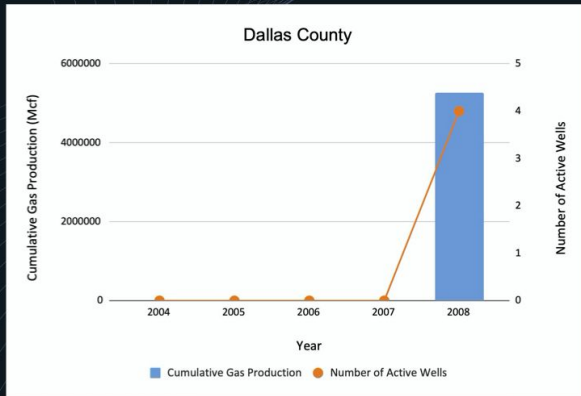 Dallas County
6000000
4000000
2000000
0
Cumulative Gas Production (Mcf)
5
4
3
2
1
0
Number of Active Wells
2004 2005 2006 2007 2008
Year
Cumulative Gas Production Number of Active Wells